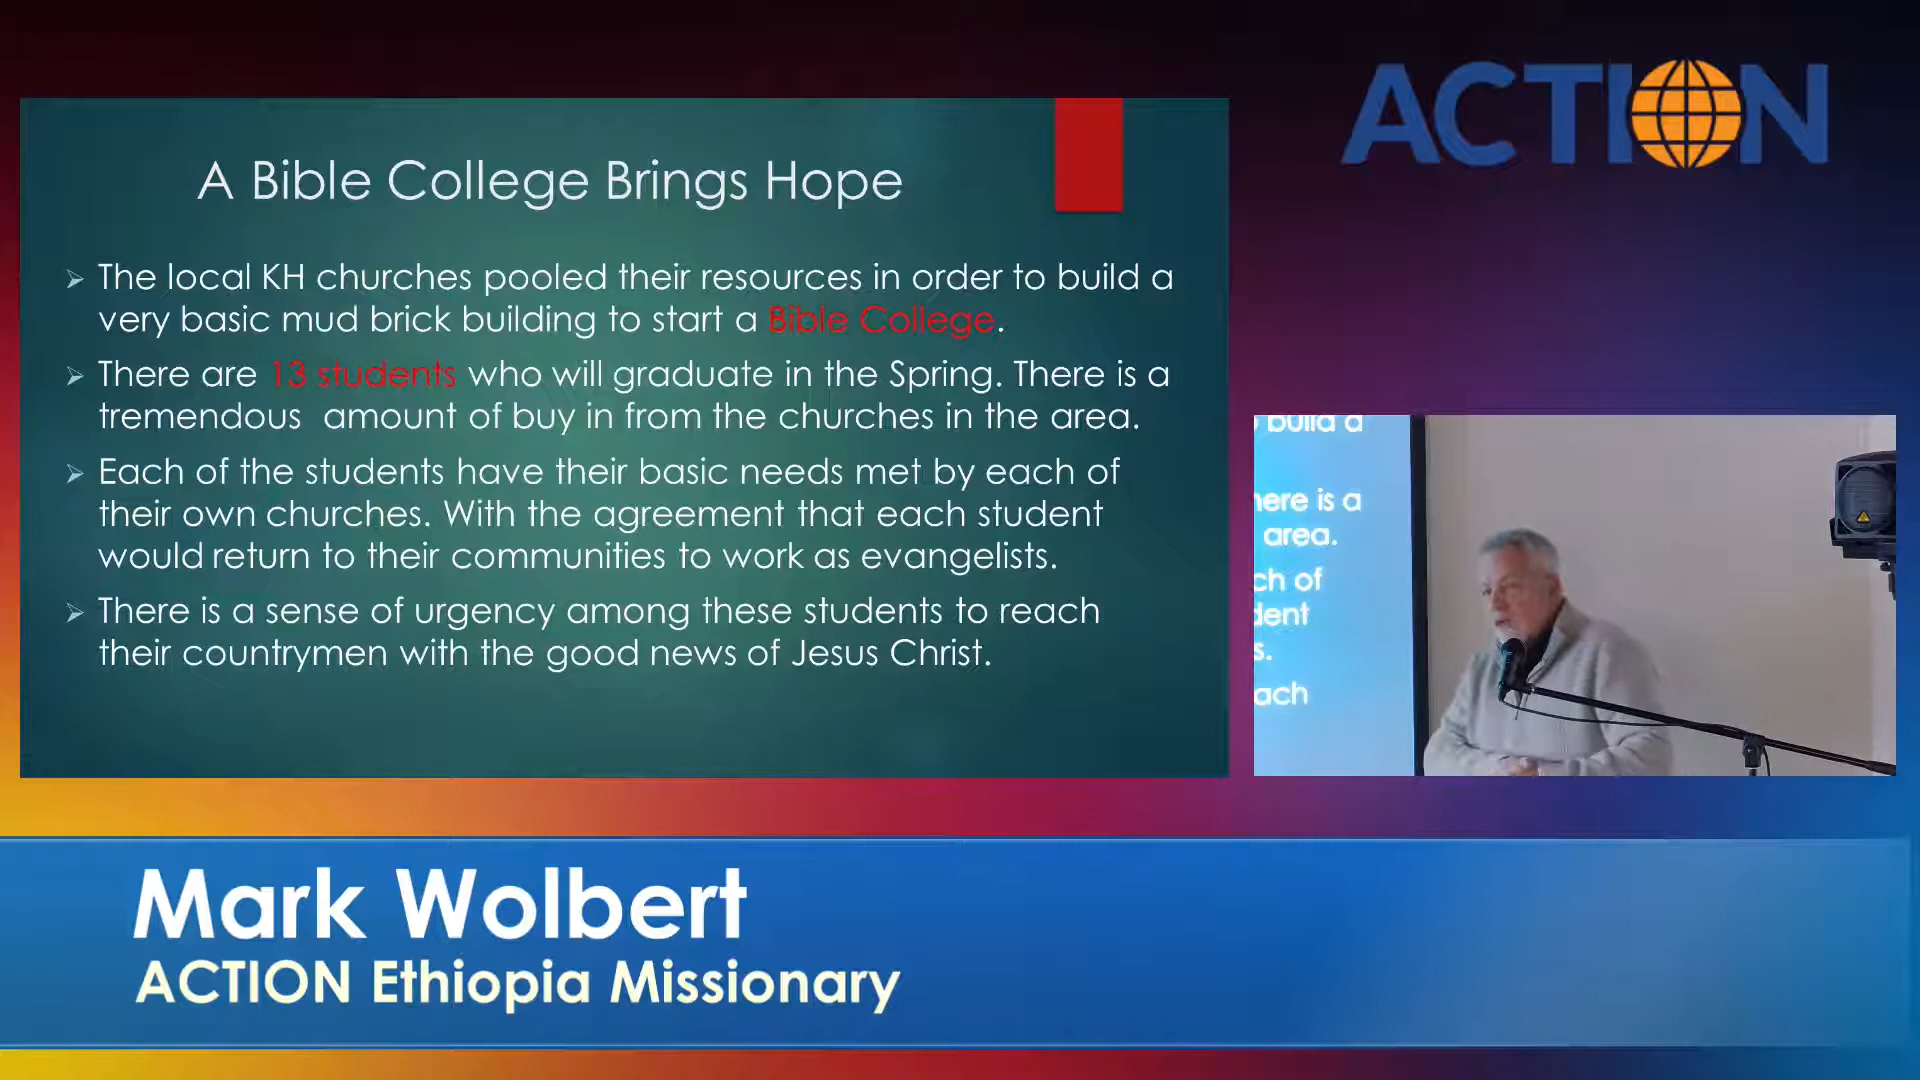 ACTION
A Bible College Brings Hope
The local KH churches pooled their resources in order to build a
very basic mud brick building to start a Bible College.
There are 13 students who will graduate in the Spring. There is a
tremendous amount of buy in from the churches in the area.
Each of the students have their basic needs met by each of
their own churches. With the agreement that each student
would return to their communities to work as evangelists.
There is a sense of urgency among these students to reach
their countrymen with the good news of Jesus Christ.
build a
here is a
area.
ch of
dent
s.
ach
Mark Wolbert
ACTION Ethiopia Missionary